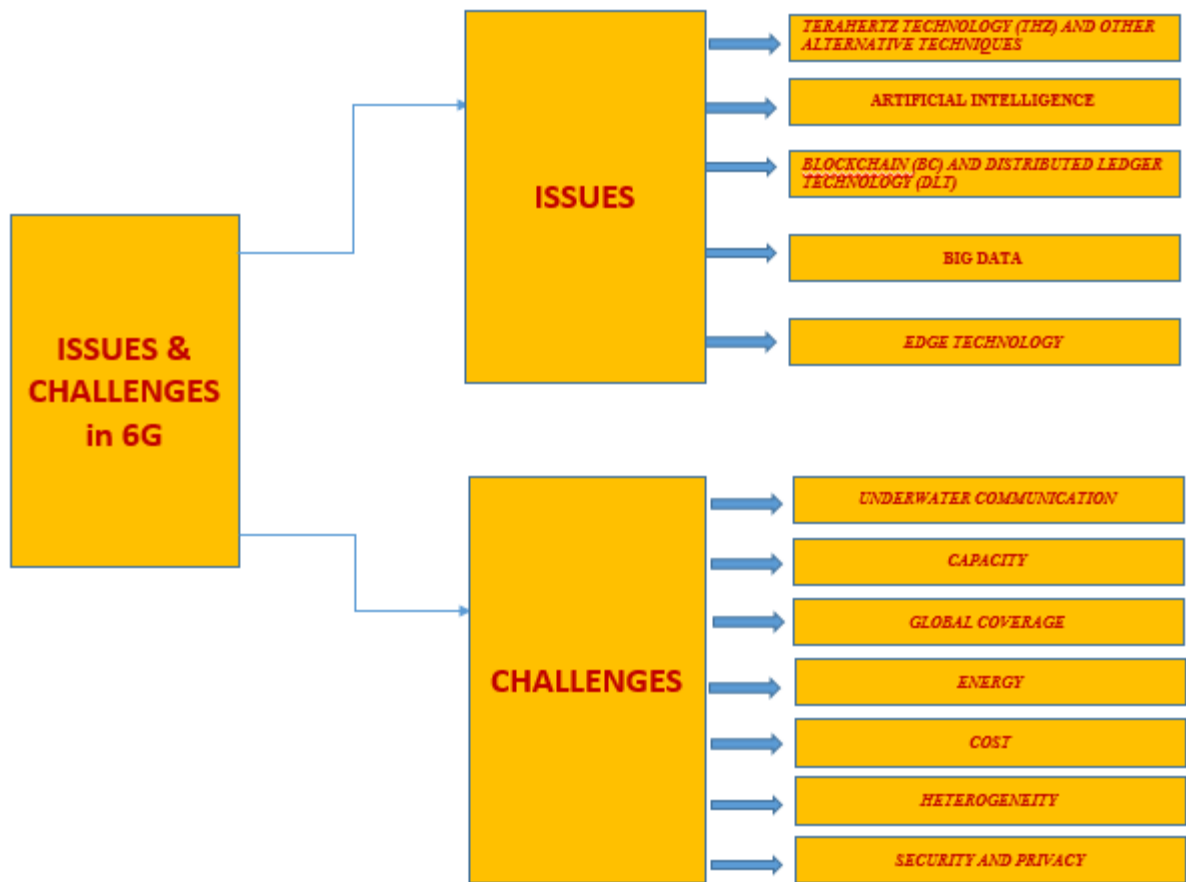 ISSUES &
CHALLENGES
in 6G
ISSUES
TERAHERTZ TECHNOLOGY (THZ) AND OTHER
ALTERNATIVE TECHNIQUES
ARTIFICIAL INTELLIGENCE
BLOCKCHAIN (BC) AND DISTRIBUTED LEDGER
TECHNOLOGY (DLT)
BIG DATA
EDGE TECHNOLOGY
CHALLENGES
UNDERWATER COMMUNICATION
CAPACITY
GLOBAL COVERAGE
ENERGY
COST
HETEROGENEITY
SECURITY AND PRIVACY